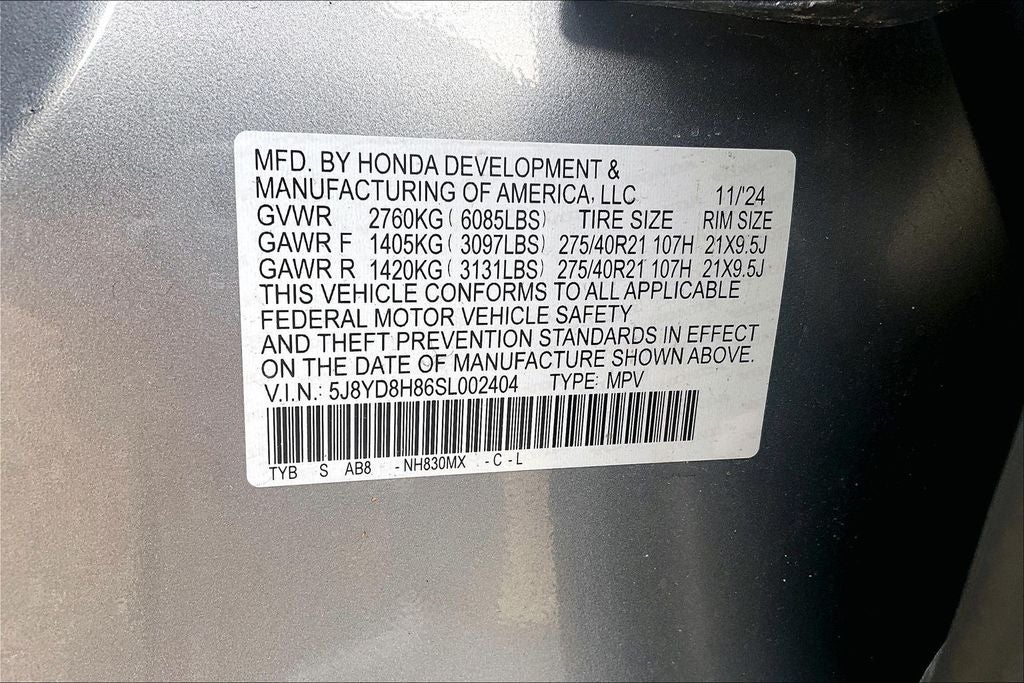 MFD. BY HONDA DEVELOPMENT &
MANUFACTURING OF AMERICA, LLC 11/'24
GVWR 2760KG ( 6085LBS) TIRE SIZE RIM SIZE
GAWR F 1405KG ( 3097LBS) 275/40R21 107H 21X9.5J
GAWR R 1420KG ( 3131LBS) 275/40R21 107H 21X9.5J
THIS VEHICLE CONFORMS TO ALL APPLICABLE
FEDERAL MOTOR VEHICLE SAFETY
AND THEFT PREVENTION STANDARDS IN EFFECT
ON THE DATE OF MANUFACTURE SHOWN ABOVE.
V.I.N.: 5J8YD8H86SL002404 TYPE: MPV
TYB S AB8 - NH830MX - C - L